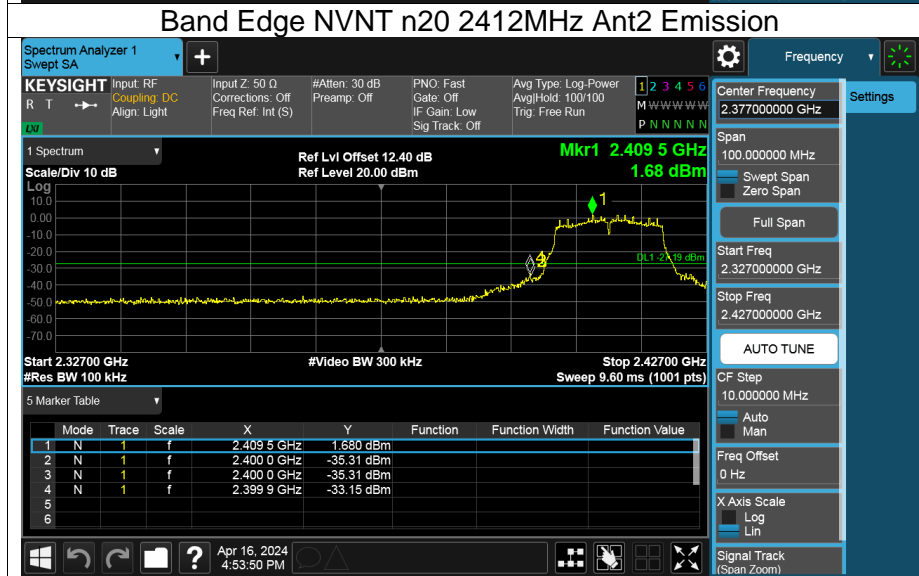 Band Edge NVNT n20 2412MHz Ant2 Emission
Spectrum Analyzer 1
Swept SA
+
Frequency
KEYSIGHT
R T
LXI
Input: RF
Coupling: DC
Align: Light
Input Z: 50 Ω
Corrections: Off
Freq Ref: Int (S)
#Atten: 30 dB
Preamp: Off
PNO: Fast
Gate: Off
IF Gain: Low
Sig Track: Off
Avg Type: Log-Power
Avg|Hold: 100/100
Trig: Free Run
1 2 3 4 5 6
M W W W W W
P N N N N N
1 Spectrum
Scale/Div 10 dB
Ref Lvl Offset 12.40 dB
Ref Level 20.00 dBm
Mkr1 2.409 5 GHz
1.68 dBm
Log
10.0
0.00
-10.0
-20.0
-30.0
-40.0
-50.0
-60.0
-70.0
1
DL1 -27.19 dBm
Start 2.32700 GHz
#Res BW 100 kHz
#Video BW 300 kHz
Stop 2.42700 GHz
Sweep 9.60 ms (1001 pts)
5 Marker Table
Mode Trace Scale X Y Function Function Width Function Value
1 N 1 f 2.409 5 GHz 1.680 dBm
2 N 1 f 2.400 0 GHz -35.31 dBm
3 N 1 f 2.400 0 GHz -35.31 dBm
4 N 1 f 2.399 9 GHz -33.15 dBm
5
6
Apr 16, 2024
4:53:50 PM
?
Center Frequency
2.377000000 GHz
Settings
Span
100.000000 MHz
Swept Span
Zero Span
Full Span
Start Freq
2.327000000 GHz
Stop Freq
2.427000000 GHz
AUTO TUNE
CF Step
10.000000 MHz
Auto
Man
Freq Offset
0 Hz
X Axis Scale
Log
Lin
Signal Track
(Span Zoom)